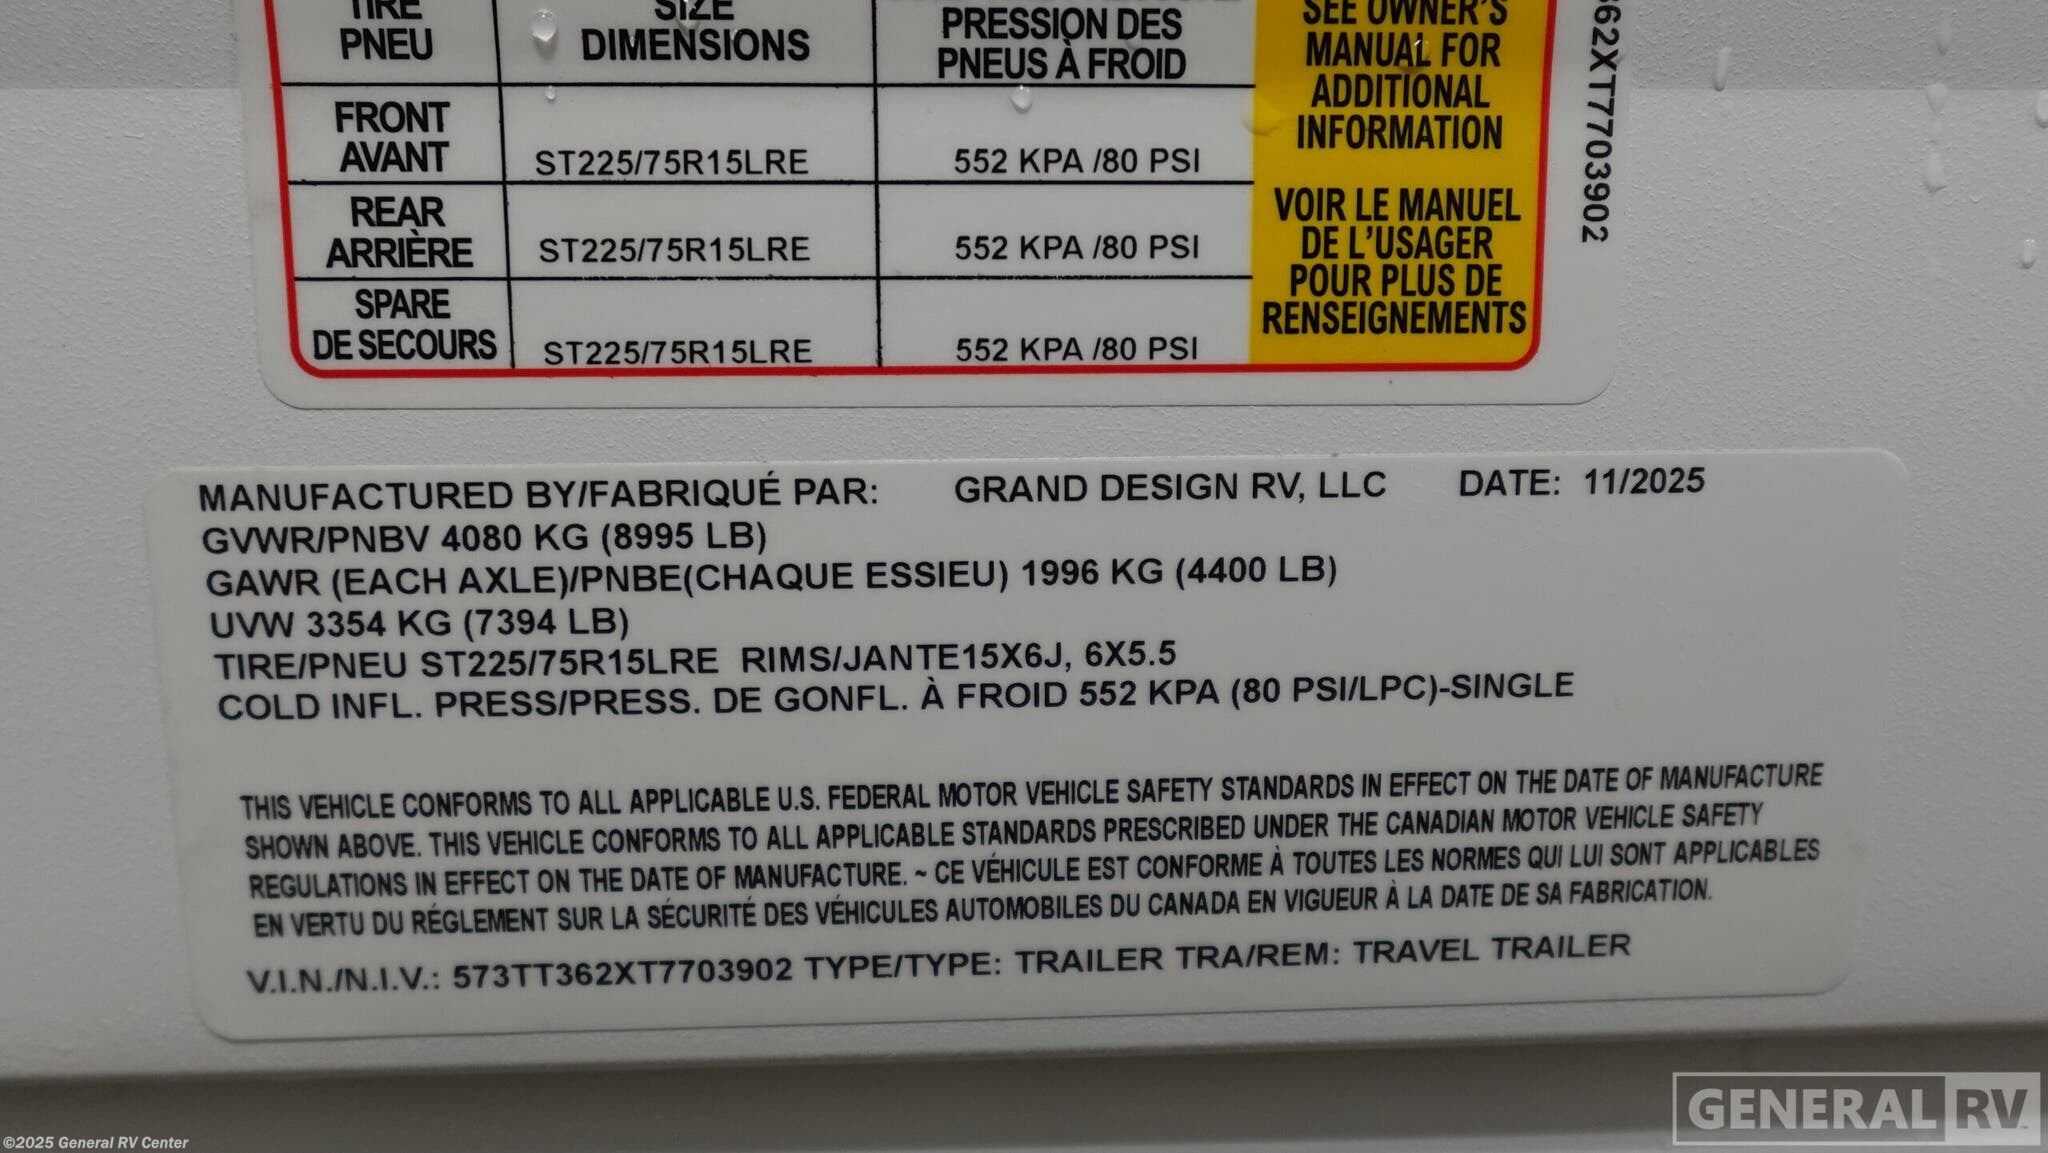 TIRE
PNEU
SIZE
DIMENSIONS
PRESSION DES
PNEUS À FROID
SEE OWNER'S
MANUAL FOR
ADDITIONAL
INFORMATION
FRONT
AVANT
ST225/75R15LRE
552 KPA /80 PSI
REAR
ARRIÈRE
ST225/75R15LRE
552 KPA /80 PSI
SPARE
DE SECOURS
ST225/75R15LRE
552 KPA /80 PSI
VOIR LE MANUEL
DE L'USAGER
POUR PLUS DE
RENSEIGNEMENTS
62XT7703902
MANUFACTURED BY/FABRIQUÉ PAR: GRAND DESIGN RV, LLC DATE: 11/2025
GVWR/PNBV 4080 KG (8995 LB)
GAWR (EACH AXLE)/PNBE(CHAQUE ESSIEU) 1996 KG (4400 LB)
UVW 3354 KG (7394 LB)
TIRE/PNEU ST225/75R15LRE RIMS/JANTE15X6J, 6X5.5
COLD INFL. PRESS/PRESS. DE GONFL. À FROID 552 KPA (80 PSI/LPC)-SINGLE
THIS VEHICLE CONFORMS TO ALL APPLICABLE U.S. FEDERAL MOTOR VEHICLE SAFETY STANDARDS IN EFFECT ON THE DATE OF MANUFACTURE
SHOWN ABOVE. THIS VEHICLE CONFORMS TO ALL APPLICABLE STANDARDS PRESCRIBED UNDER THE CANADIAN MOTOR VEHICLE SAFETY
REGULATIONS IN EFFECT ON THE DATE OF MANUFACTURE. ~ CE VÉHICULE EST CONFORME À TOUTES LES NORMES QUI LUI SONT APPLICABLES
EN VERTU DU RÉGLEMENT SUR LA SÉCURITÉ DES VÉHICULES AUTOMOBILES DU CANADA EN VIGUEUR À LA DATE DE SA FABRICATION.
V.I.N./N.I.V.: 573TT362XT7703902 TYPE/TYPE: TRAILER TRA/REM: TRAVEL TRAILER
GENERAL RV
©2025 General RV Center